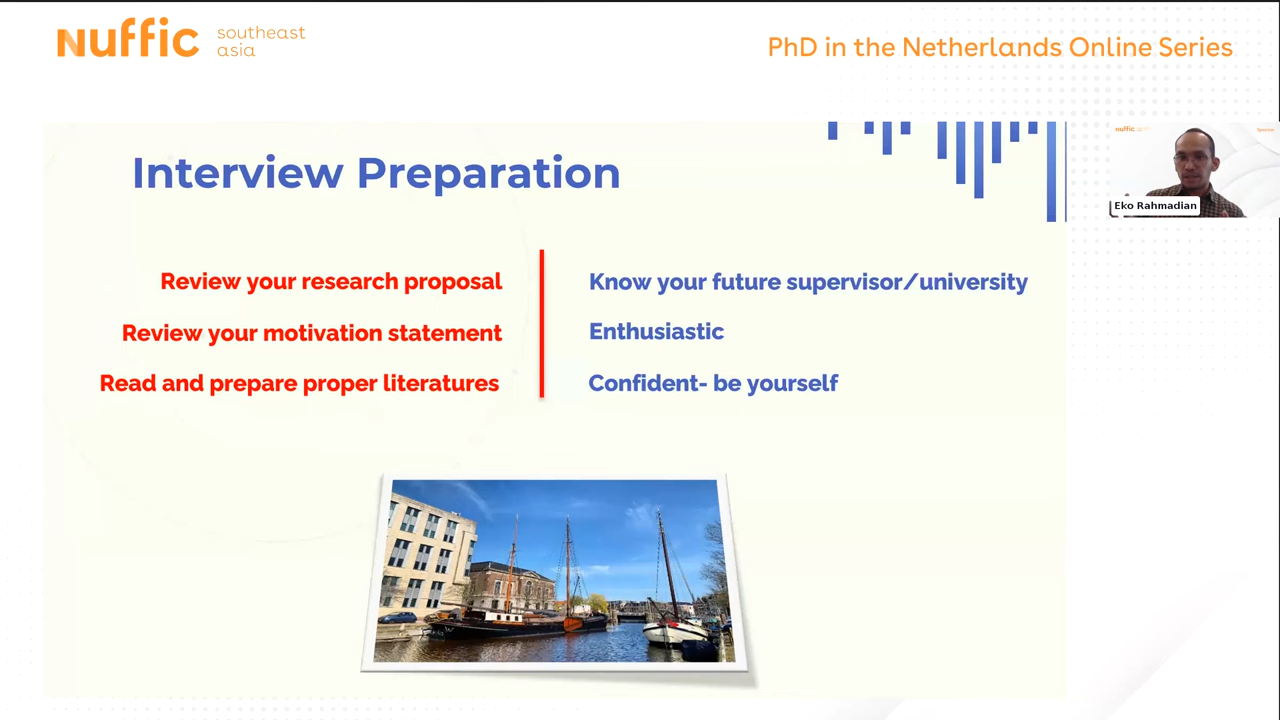 Nuffic southeast asia
PhD in the Netherlands Online Series
Interview Preparation
Review your research proposal
Review your motivation statement
Read and prepare proper literatures
Know your future supervisor/university
Enthusiastic
Confident- be yourself
nuffic
Eko Rahmadian